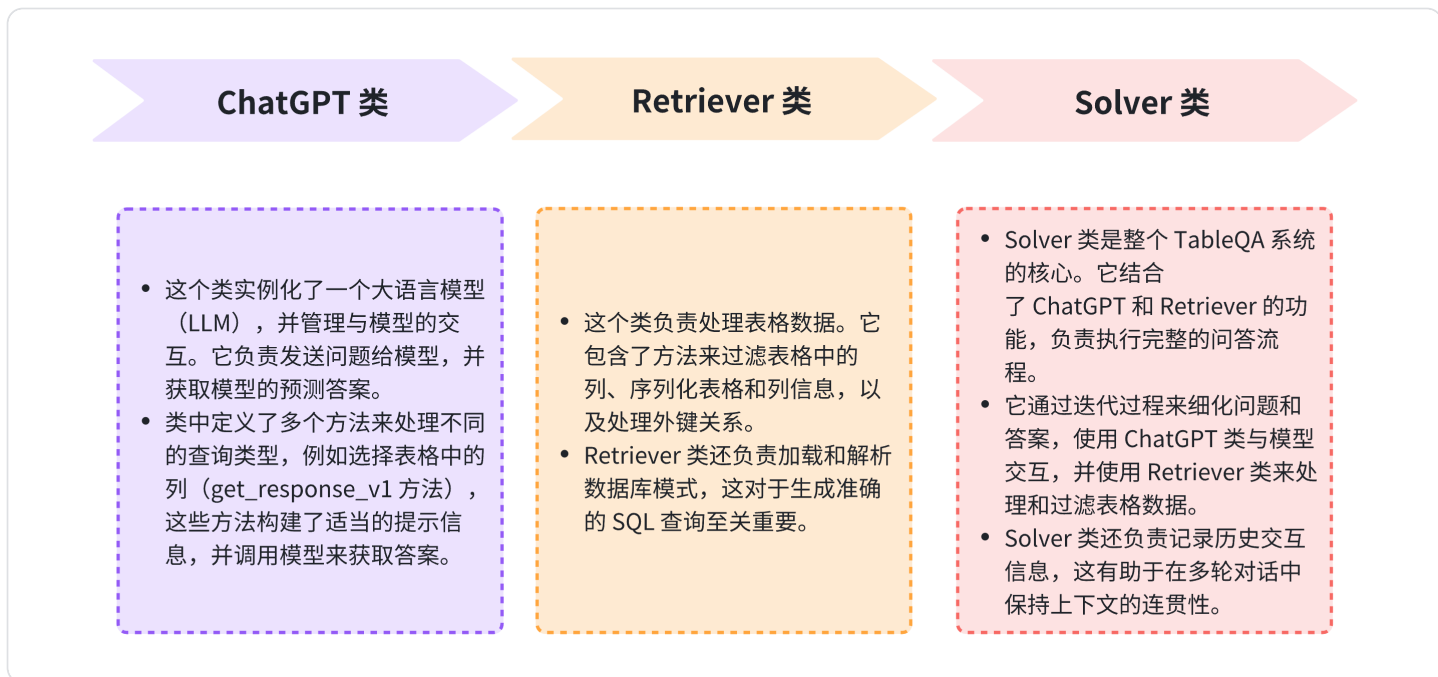 ChatGPT 类
Retriever 类
Solver 类
• 这个类实例化了一个大语言模型
（LLM），并管理与模型的交
互。它负责发送问题给模型，并
获取模型的预测答案。
• 类中定义了多个方法来处理不同
的查询类型，例如选择表格中的
列（get_response_v1 方法），
这些方法构建了适当的提示信
息，并调用模型来获取答案。
• 这个类负责处理表格数据。它
包含了方法来过滤表格中的
列、序列化表格和列信息，以
及处理外键关系。
• Retriever 类还负责加载和解析
数据库模式，这对于生成准确
的 SQL 查询至关重要。
• Solver 类是整个 TableQA 系统
的核心。它结合
了 ChatGPT 和 Retriever 的功
能，负责执行完整的问答流
程。
• 它通过迭代过程来细化问题和
答案，使用 ChatGPT 类与模型
交互，并使用 Retriever 类来处
理和过滤表格数据。
• Solver 类还负责记录历史交互
信息，这有助于在多轮对话中
保持上下文的连贯性。